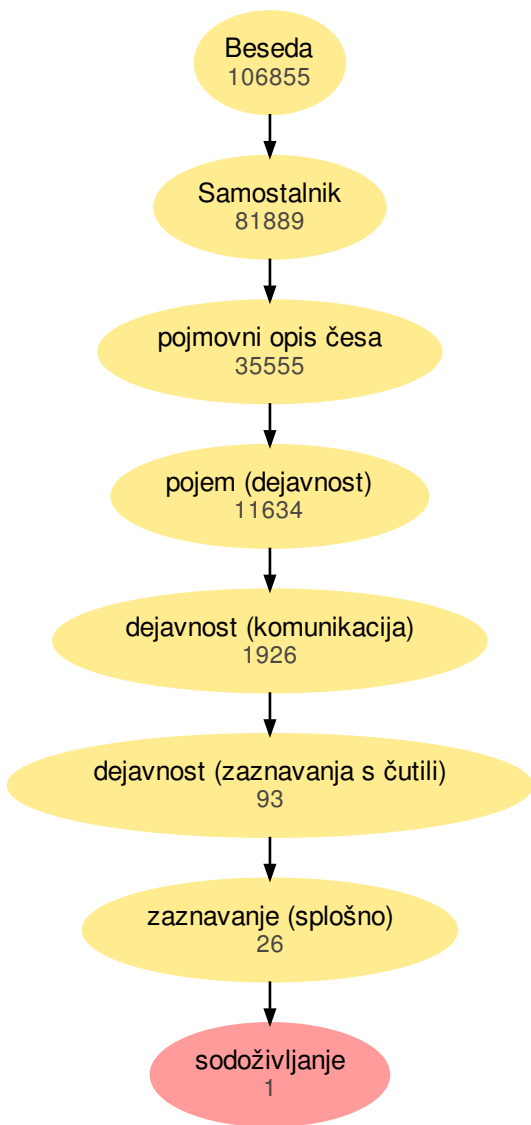 Beseda
106855
Samostalnik
81889
pojmovni opis česa
35555
pojem (dejavnost)
11634
dejavnost (komunikacija)
1926
dejavnost (zaznavanja s čutili)
93
zaznavanje (splošno)
26
sodoživljanje
1